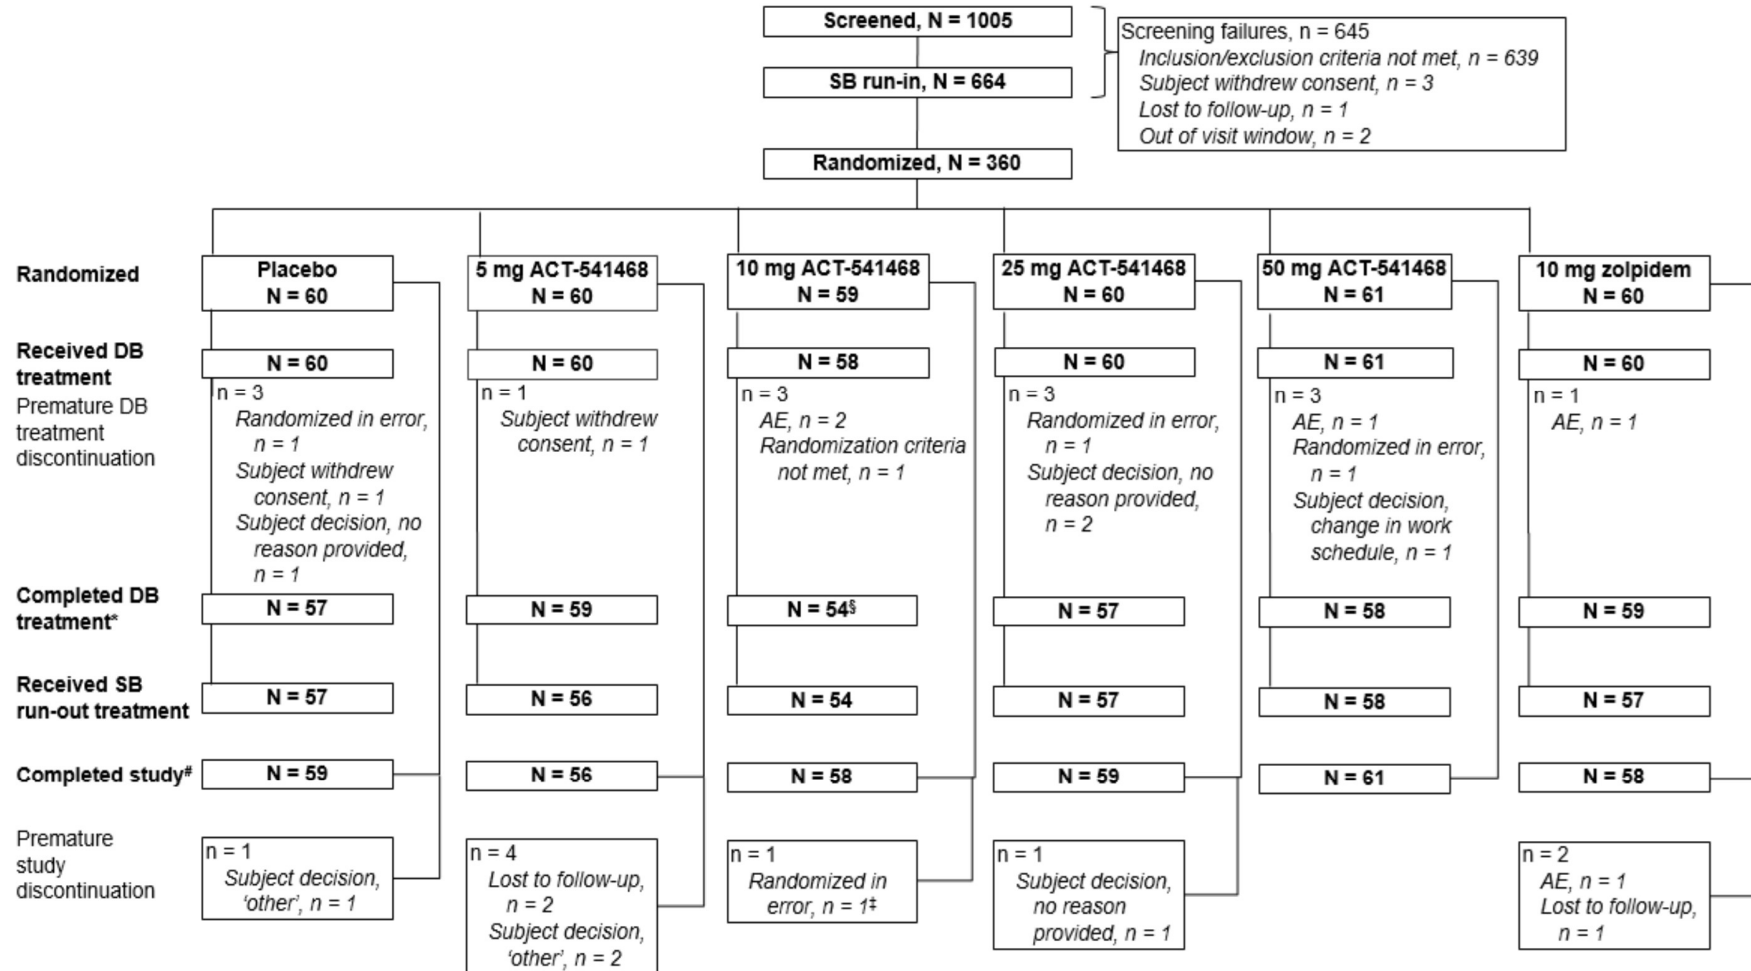 Screened, N = 1005
Screening failures, n = 645
Inclusion/exclusion criteria not met, n = 639
Subject withdrew consent, n = 3
Lost to follow-up, n = 1
Out of visit window, n = 2
SB run-in, N = 664
Randomized, N = 360
Randomized
Placebo
N = 60
5 mg ACT-541468
N = 60
10 mg ACT-541468
N = 59
25 mg ACT-541468
N = 60
50 mg ACT-541468
N = 61
10 mg zolpidem
N = 60
Received DB
treatment
N = 60
N = 60
N = 58
N = 60
N = 61
N = 60
Premature DB
treatment
discontinuation
n = 3
Randomized in error,
n = 1
Subject withdrew
consent, n = 1
Subject decision, no
reason provided,
n = 1
n = 1
Subject withdrew
consent, n = 1
n = 3
AE, n = 2
Randomization criteria
not met, n = 1
n = 3
Randomized in error,
n = 1
Subject decision, no
reason provided,
n = 2
n = 3
AE, n = 1
Randomized in error,
n = 1
Subject decision,
change in work
schedule, n = 1
n = 1
AE, n = 1
Completed DB
treatment*
N = 57
N = 59
N = 54§
N = 57
N = 58
N = 59
Received SB
run-out treatment
N = 57
N = 56
N = 54
N = 57
N = 58
N = 57
Completed study#
N = 59
N = 56
N = 58
N = 59
N = 61
N = 58
Premature
study
discontinuation
n = 1
Subject decision,
‘other’, n = 1
n = 4
Lost to follow-up,
n = 2
Subject decision,
‘other’, n = 2
n = 1
Randomized in
error, n = 1‡
n = 1
Subject decision,
no reason
provided, n = 1
n = 2
AE, n = 1
Lost to follow-up,
n = 1